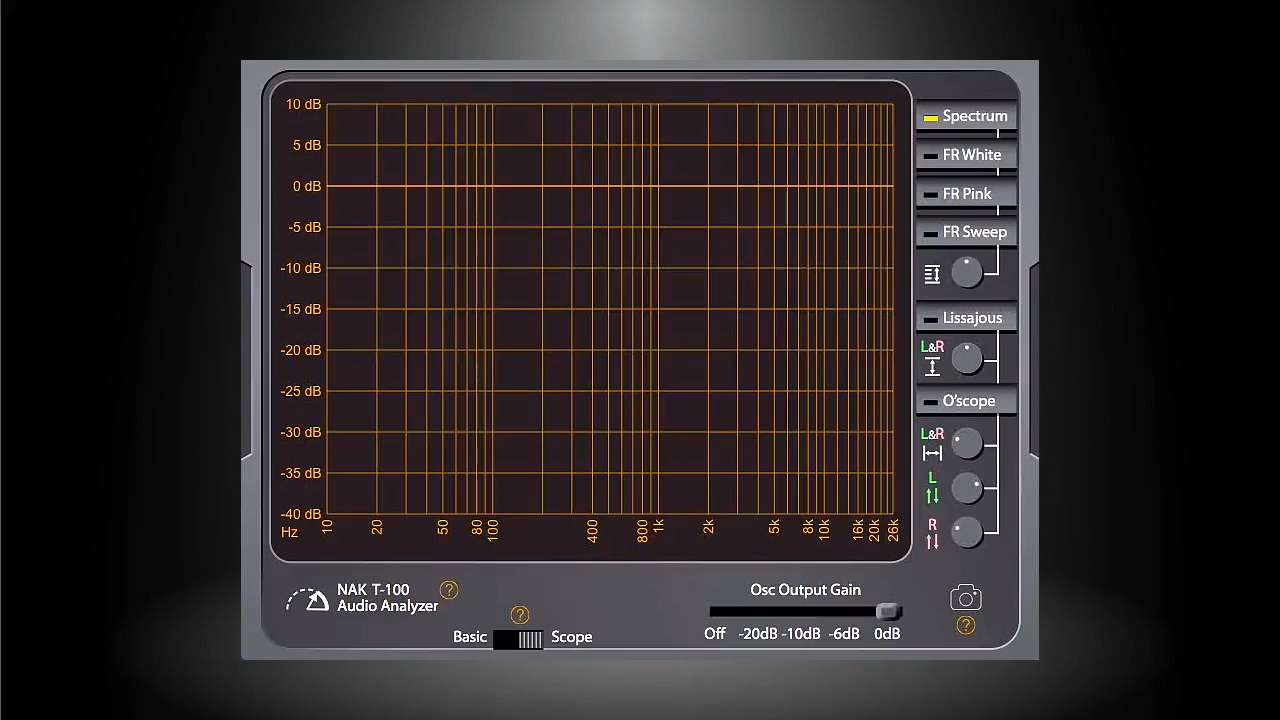 10 dB
5 dB
0 dB
-5 dB
-10 dB
-15 dB
-20 dB
-25 dB
-30 dB
-35 dB
-40 dB
Hz
10
20
50
80
100
400
800
1k
2k
5k
8k
10k
16k
20k
26k
Spectrum
FR White
FR Pink
FR Sweep
Lissajous
L&R
O'scope
L&R
L
R
NAK T-100
Audio Analyzer
?
?
Basic
Scope
Osc Output Gain
Off -20dB -10dB -6dB 0dB
?